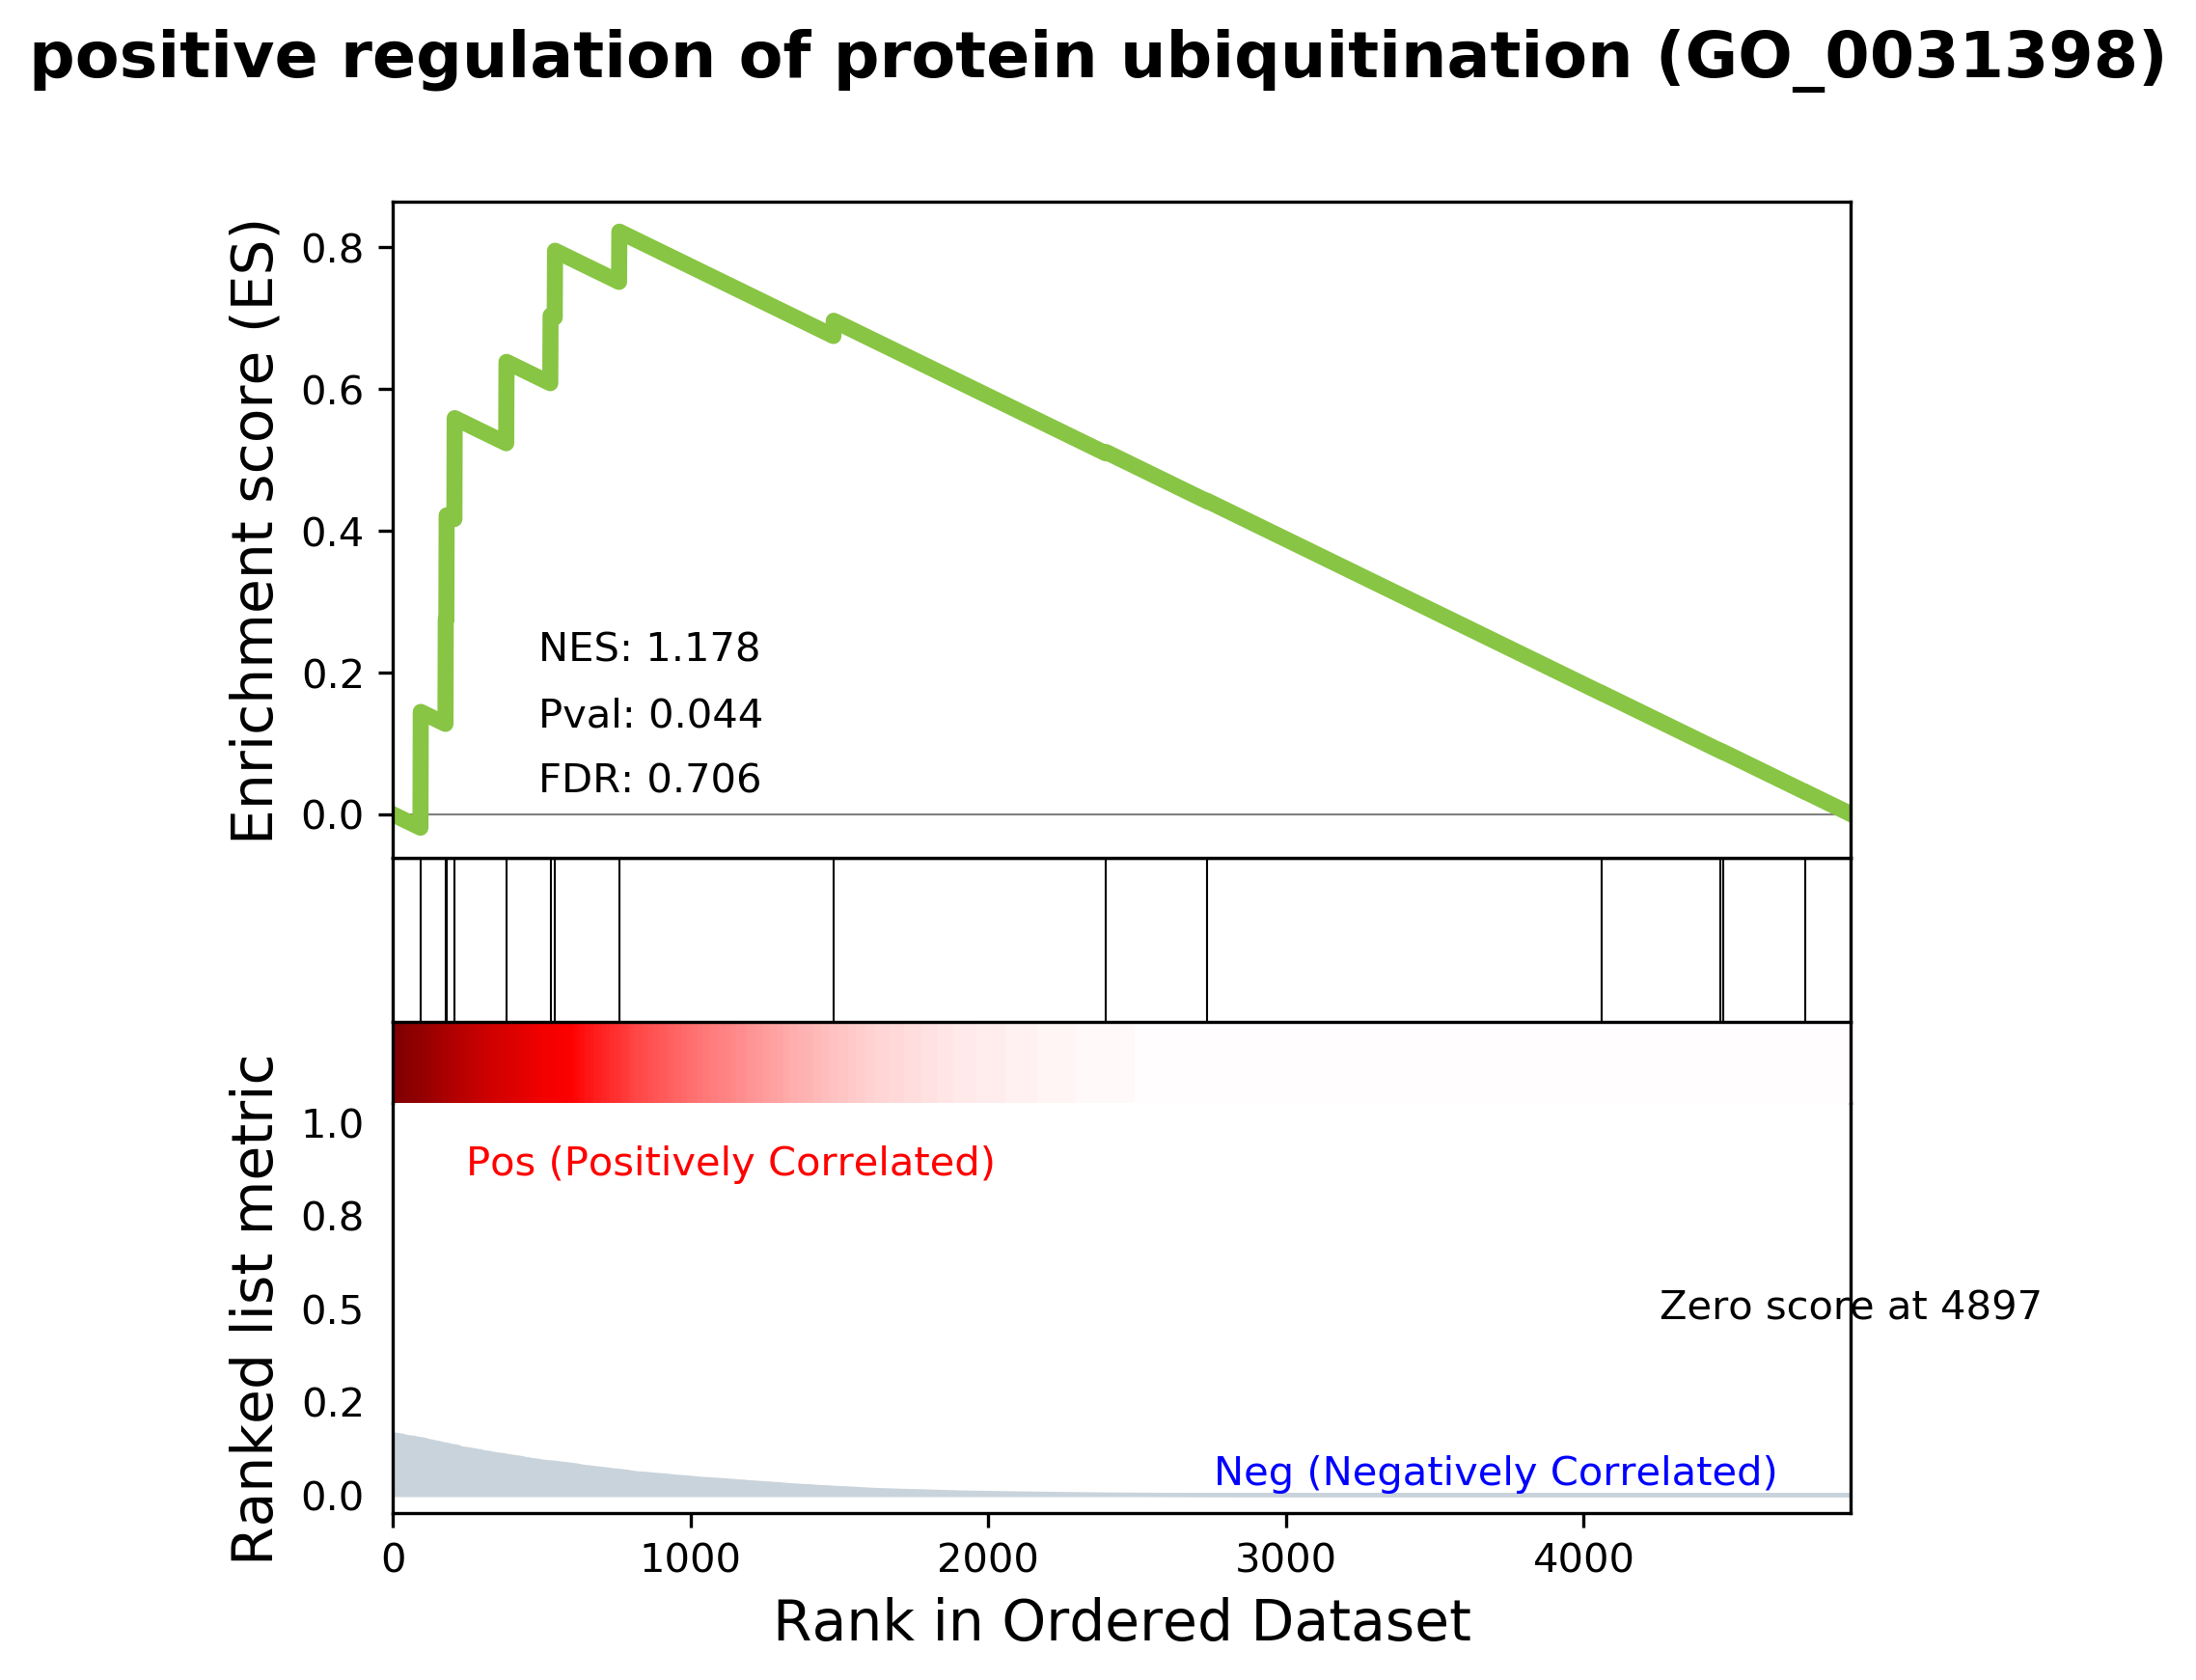 positive regulation of protein ubiquitination (GO_0031398)
Enrichment score (ES)
0.8
0.6
0.4
0.2
0.0
NES: 1.178
Pval: 0.044
FDR: 0.706
Ranked list metric
1.0
0.8
0.5
0.2
0.0
Pos (Positively Correlated)
Zero score at 4897
Neg (Negatively Correlated)
0 1000 2000 3000 4000
Rank in Ordered Dataset